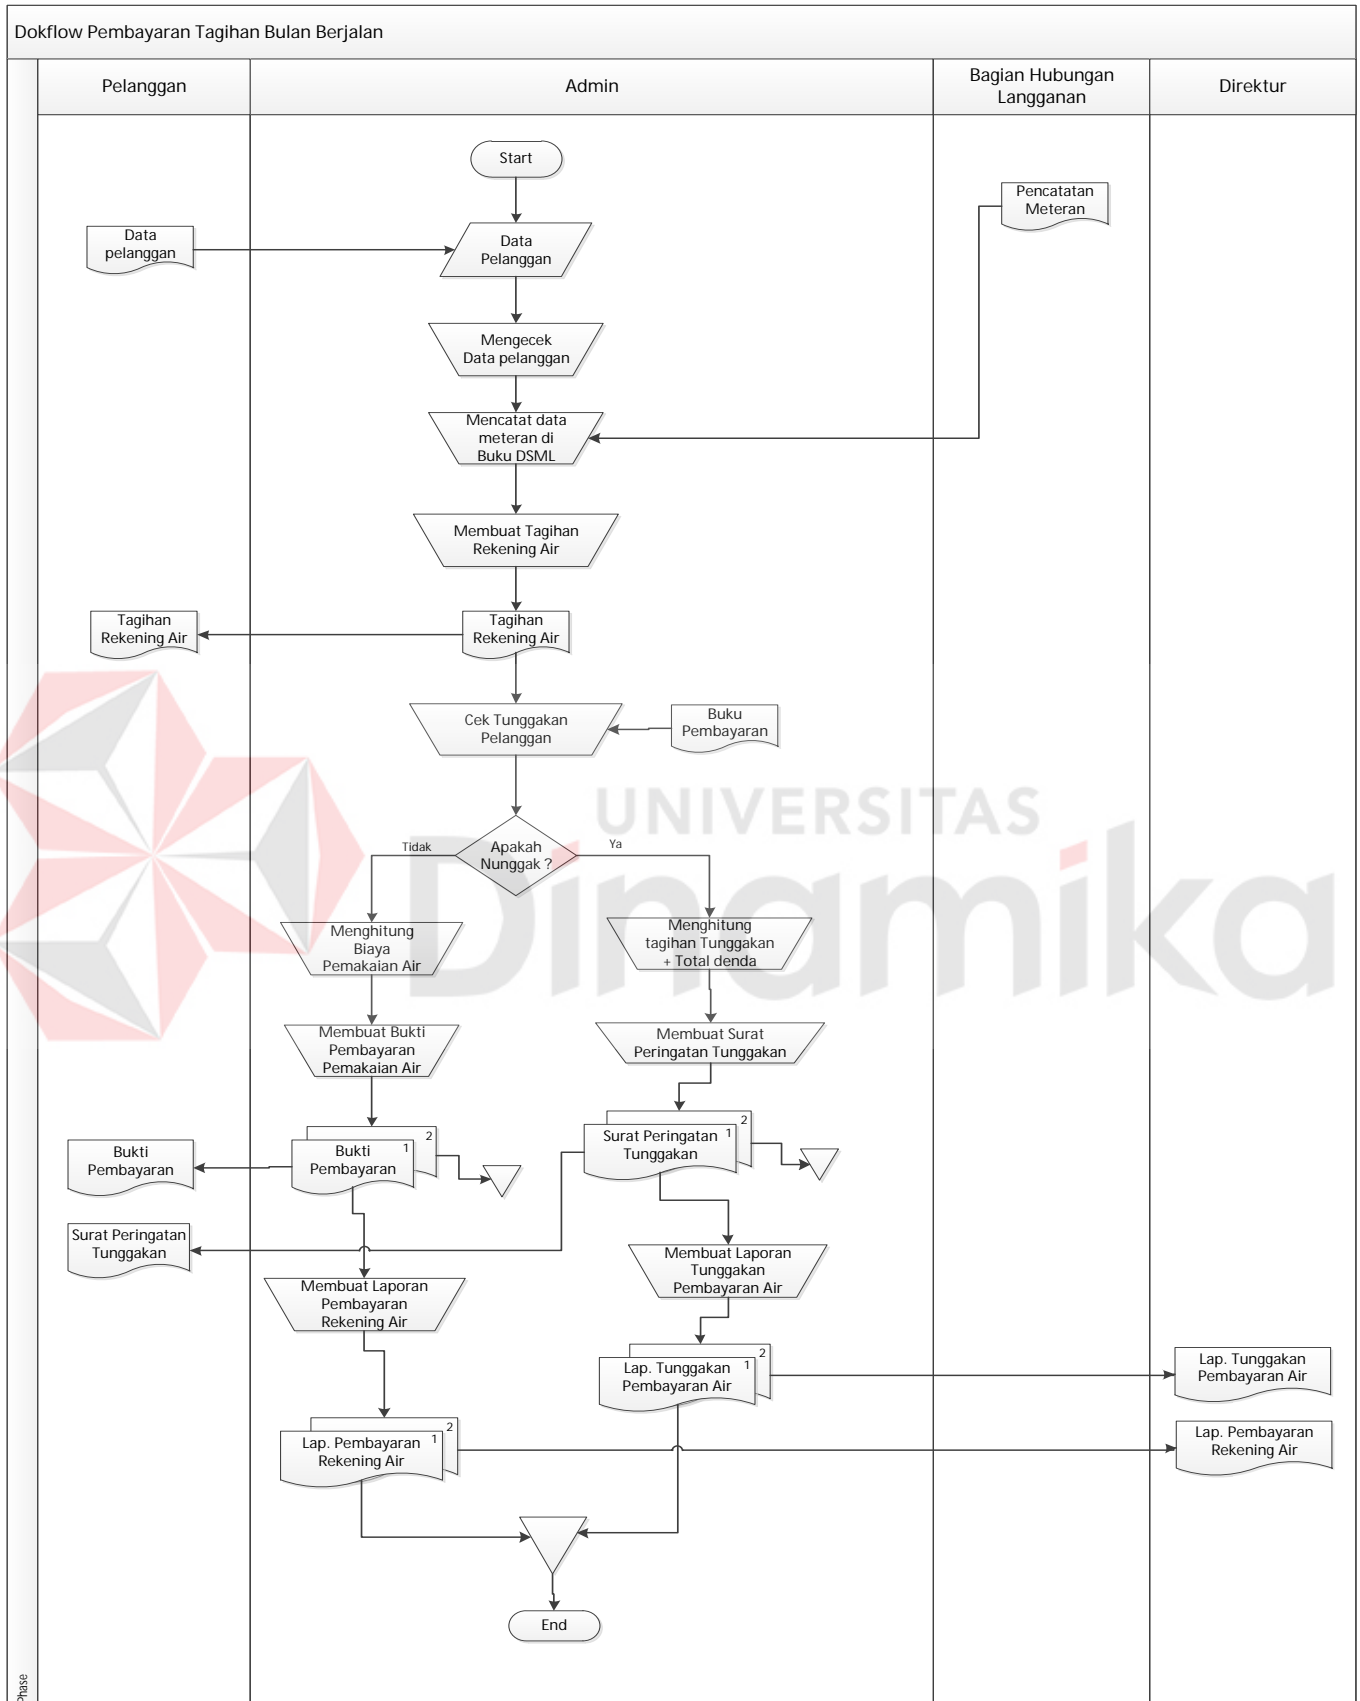 Dokflow Pembayaran Tagihan Bulan Berjalan
Pelanggan
Admin
Bagian Hubungan
Langganan
Direktur
Start
Pencatatan
Meteran
Data
pelanggan
Data
Pelanggan
Mengecek
Data pelanggan
Mencatat data
meteran di
Buku DSML
Membuat Tagihan
Rekening Air
Tagihan
Rekening Air
Tagihan
Rekening Air
Cek Tunggakan
Pelanggan
Buku
Pembayaran
UNIVERSITAS
Dinamika
Apakah
Nunggak ?
Tidak
Ya
Menghitung
Biaya
Pemakaian Air
Menghitung
tagihan Tunggakan
+ Total denda
Membuat Bukti
Pembayaran
Pemakaian Air
Membuat Surat
Peringatan Tunggakan
Bukti
Pembayaran
Bukti
Pembayaran
1
2
Surat Peringatan
Tunggakan
1
2
Surat Peringatan
Tunggakan
Membuat Laporan
Tunggakan
Pembayaran Air
Membuat Laporan
Pembayaran
Rekening Air
Lap. Tunggakan
Pembayaran Air
1
2
Lap. Tunggakan
Pembayaran Air
Lap. Pembayaran
Rekening Air
1
2
Lap. Pembayaran
Rekening Air
End
Phase